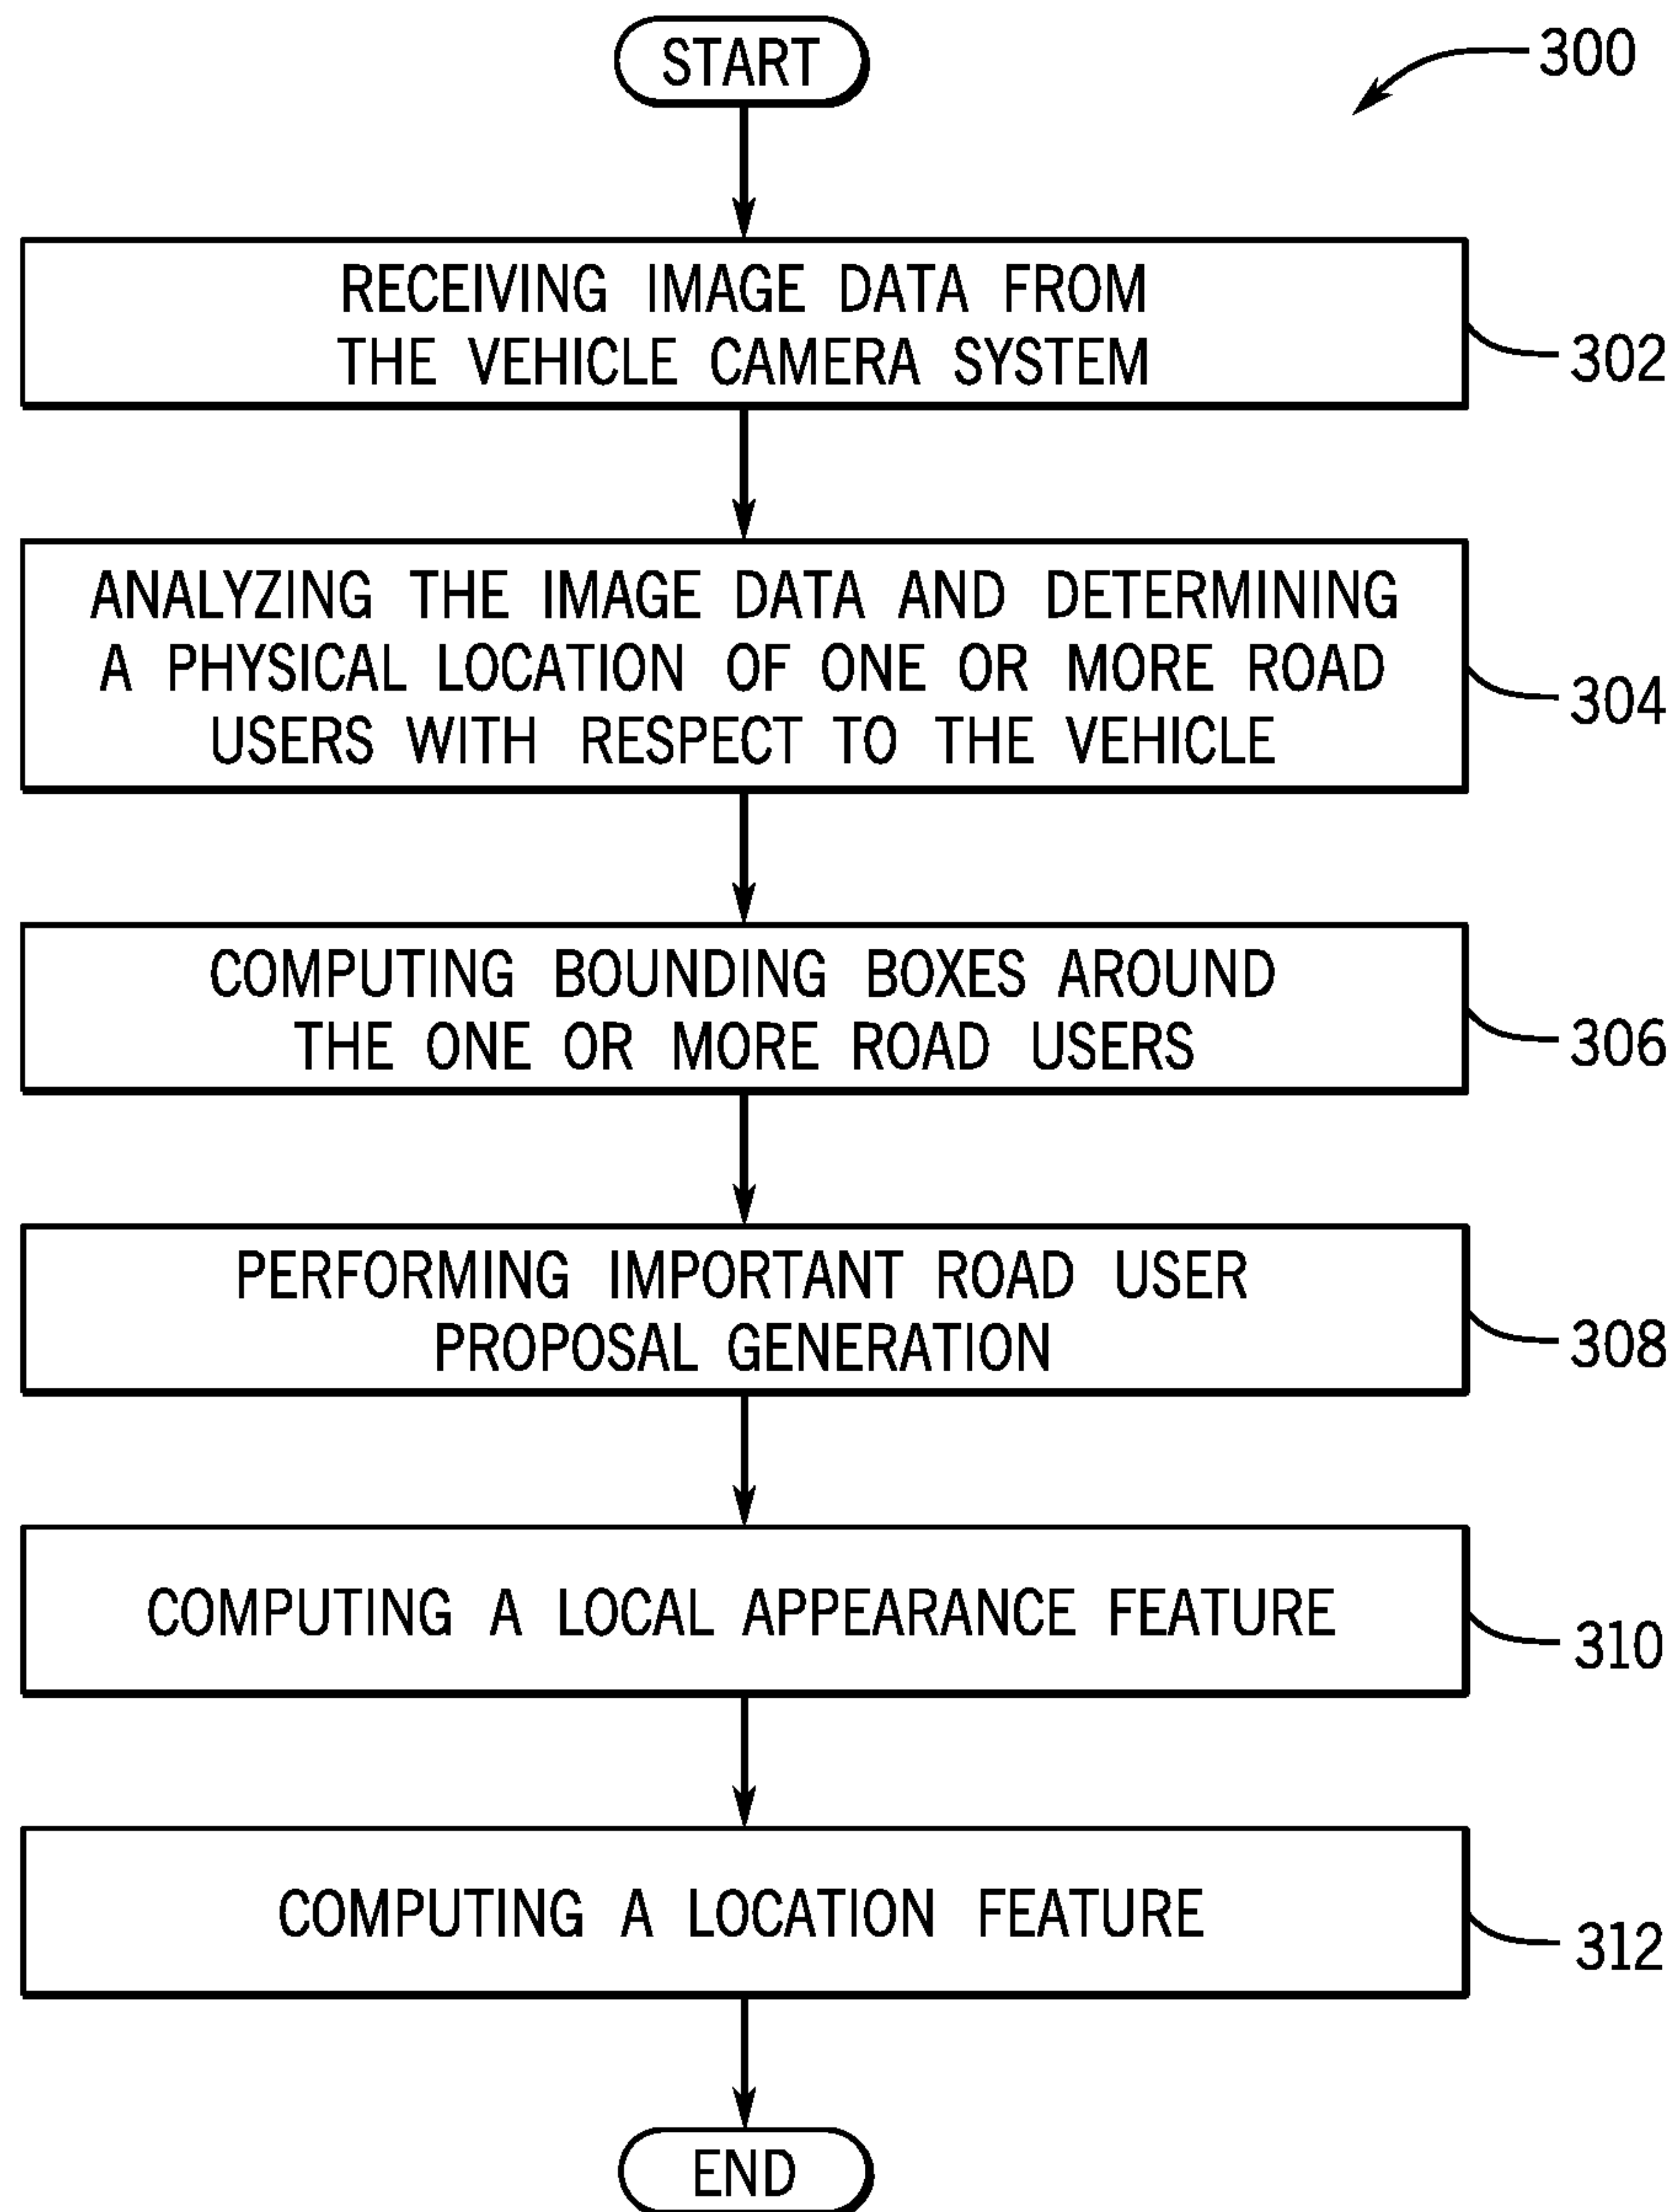 START
300
RECEIVING IMAGE DATA FROM
THE VEHICLE CAMERA SYSTEM
302
ANALYZING THE IMAGE DATA AND DETERMINING
A PHYSICAL LOCATION OF ONE OR MORE ROAD
USERS WITH RESPECT TO THE VEHICLE
304
COMPUTING BOUNDING BOXES AROUND
THE ONE OR MORE ROAD USERS
306
PERFORMING IMPORTANT ROAD USER
PROPOSAL GENERATION
308
COMPUTING A LOCAL APPEARANCE FEATURE
310
COMPUTING A LOCATION FEATURE
312
END